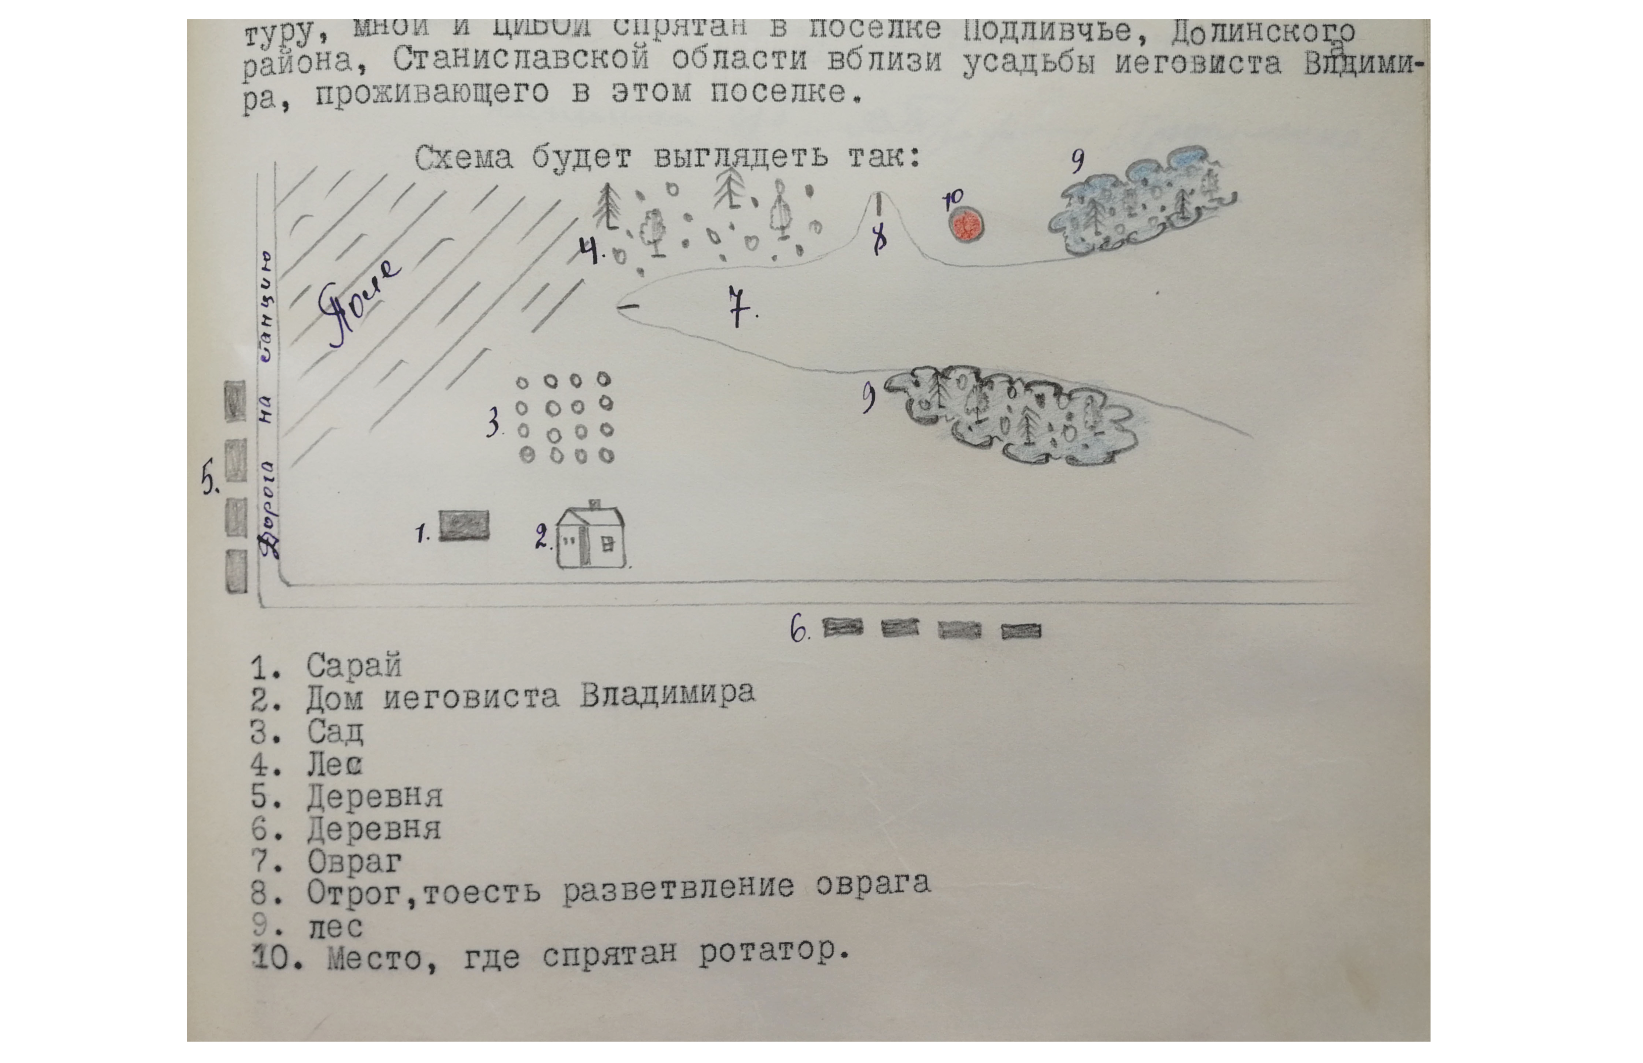 туру, мной и ЦИБОЙ спрятан в поселке Подливчье, Долинского
района, Станиславской области вблизи усадьбы иеговиста Владими-
ра, проживающего в этом поселке.
Схема будет выглядеть так:
9
10
4.
8
Поле
7.
Дорога на станцию
9
3.
5.
1.
2.
6.
1. Сарай
2. Дом иеговиста Владимира
3. Сад
4. Лес
5. Деревня
6. Деревня
7. Овраг
8. Отрог,тоесть разветвление оврага
9. лес
10. Место, где спрятан ротатор.